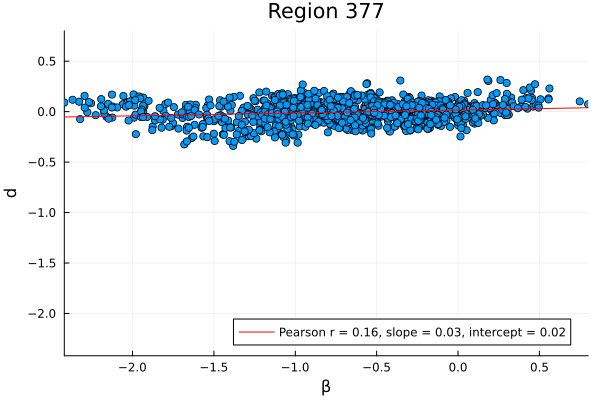 Region 377
0.5
0.0
−0.5
−1.0
−1.5
−2.0
d
Pearson r = 0.16, slope = 0.03, intercept = 0.02
−2.0 −1.5 −1.0 −0.5 0.0 0.5
β